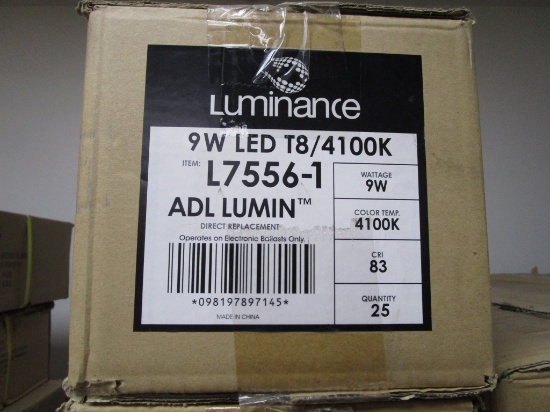 Luminance
9W LED T8/4100K
ITEM: L7556-1
ADL LUMIN™
DIRECT REPLACEMENT
Operates on Electronic Ballasts Only.
*098197897145*
MADE IN CHINA
WATTAGE
9W
COLOR TEMP.
4100K
CRI
83
QUANTITY
25